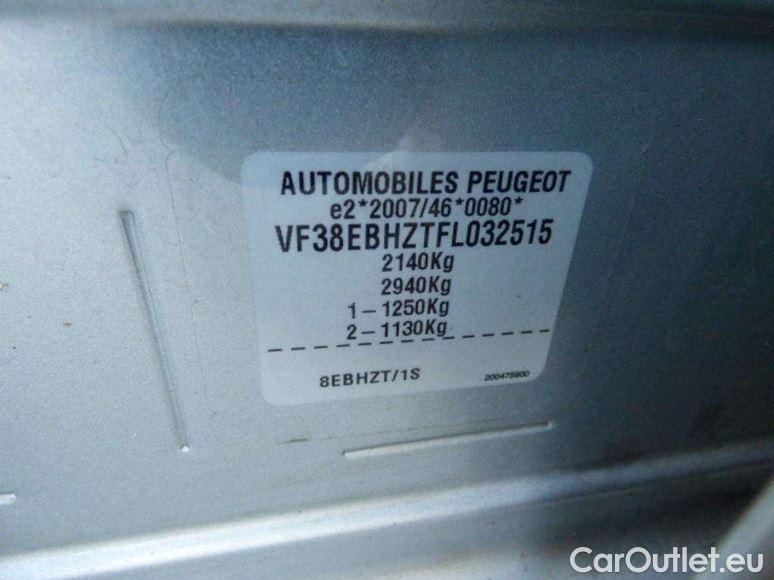 AUTOMOBILES PEUGEOT
e2*2007/46*0080*
VF38EBHZTFL032515
2140Kg
2940Kg
1-1250Kg
2-1130Kg
8EBHZT/1S 200475900
CarOutlet.eu